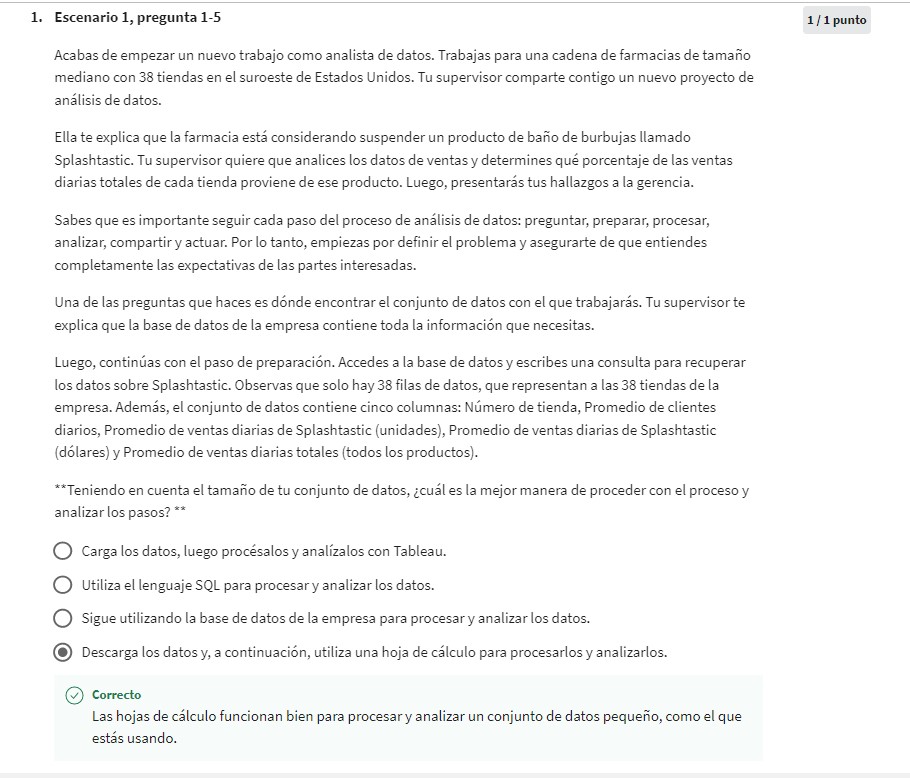 1. Escenario 1, pregunta 1-5
1 / 1 punto
Acabas de empezar un nuevo trabajo como analista de datos. Trabajas para una cadena de farmacias de tamaño
mediano con 38 tiendas en el suroeste de Estados Unidos. Tu supervisor comparte contigo un nuevo proyecto de
análisis de datos.
Ella te explica que la farmacia está considerando suspender un producto de baño de burbujas llamado
Splashtastic. Tu supervisor quiere que analices los datos de ventas y determines qué porcentaje de las ventas
diarias totales de cada tienda proviene de ese producto. Luego, presentarás tus hallazgos a la gerencia.
Sabes que es importante seguir cada paso del proceso de análisis de datos: preguntar, preparar, procesar,
analizar, compartir y actuar. Por lo tanto, empiezas por definir el problema y asegurarte de que entiendes
completamente las expectativas de las partes interesadas.
Una de las preguntas que haces es dónde encontrar el conjunto de datos con el que trabajarás. Tu supervisor te
explica que la base de datos de la empresa contiene toda la información que necesitas.
Luego, continúas con el paso de preparación. Accedes a la base de datos y escribes una consulta para recuperar
los datos sobre Splashtastic. Observas que solo hay 38 filas de datos, que representan a las 38 tiendas de la
empresa. Además, el conjunto de datos contiene cinco columnas: Número de tienda, Promedio de clientes
diarios, Promedio de ventas diarias de Splashtastic (unidades), Promedio de ventas diarias de Splashtastic
(dólares) y Promedio de ventas diarias totales (todos los productos).
**Teniendo en cuenta el tamaño de tu conjunto de datos, ¿cuál es la mejor manera de proceder con el proceso y
analizar los pasos? **
Carga los datos, luego procésalos y analízalos con Tableau.
Utiliza el lenguaje SQL para procesar y analizar los datos.
Sigue utilizando la base de datos de la empresa para procesar y analizar los datos.
Descarga los datos y, a continuación, utiliza una hoja de cálculo para procesarlos y analizarlos.
Correcto
Las hojas de cálculo funcionan bien para procesar y analizar un conjunto de datos pequeño, como el que
estás usando.